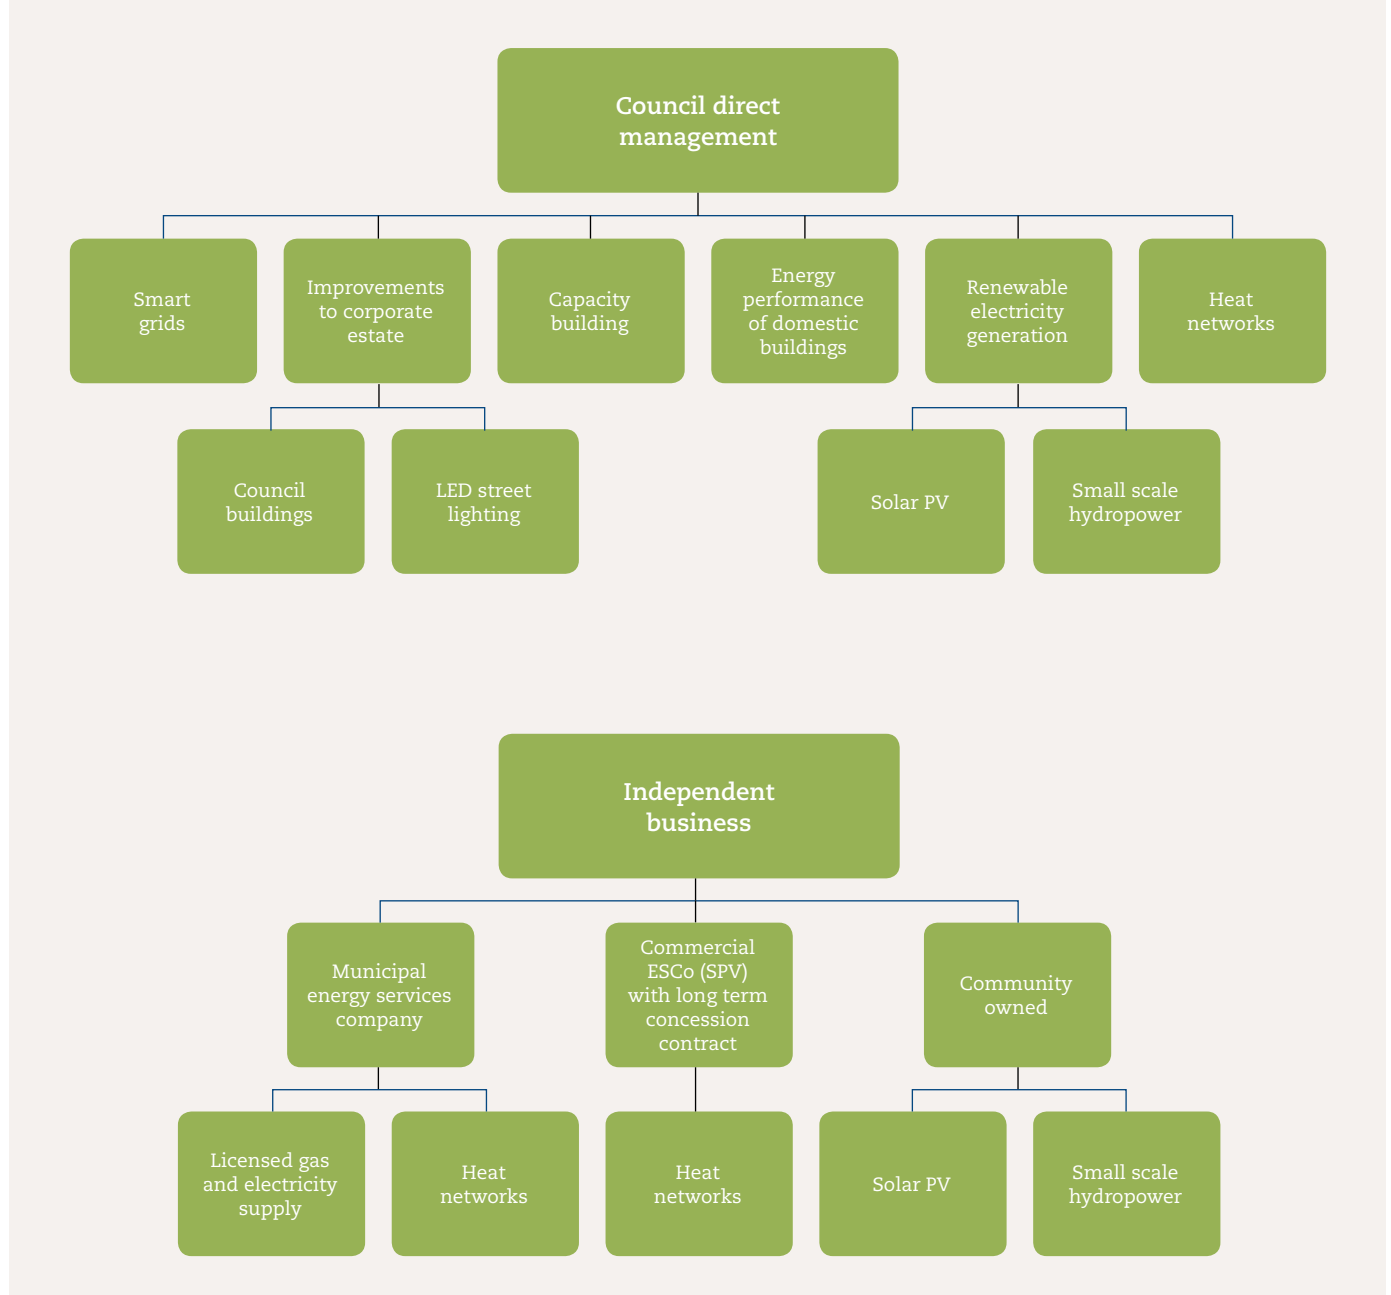 Council direct
management
Smart
grids
Improvements
to corporate
estate
Capacity
building
Energy
performance
of domestic
buildings
Renewable
electricity
generation
Heat
networks
Council
buildings
LED street
lighting
Solar PV
Small scale
hydropower
Independent
business
Municipal
energy services
company
Commercial
ESCo (SPV)
with long term
concession
contract
Community
owned
Licensed gas
and electricity
supply
Heat
networks
Heat
networks
Solar PV
Small scale
hydropower